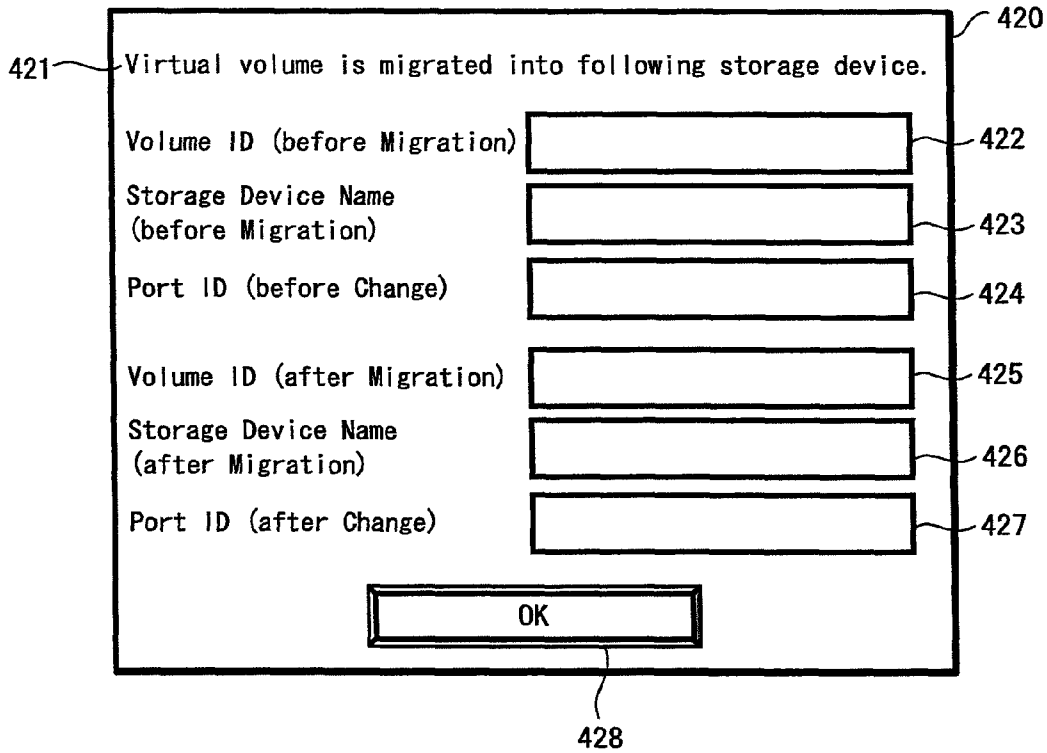 420
421 Virtual volume is migrated into following storage device.
Volume ID (before Migration) 422
Storage Device Name
(before Migration) 423
Port ID (before Change) 424
Volume ID (after Migration) 425
Storage Device Name
(after Migration) 426
Port ID (after Change) 427
OK
428